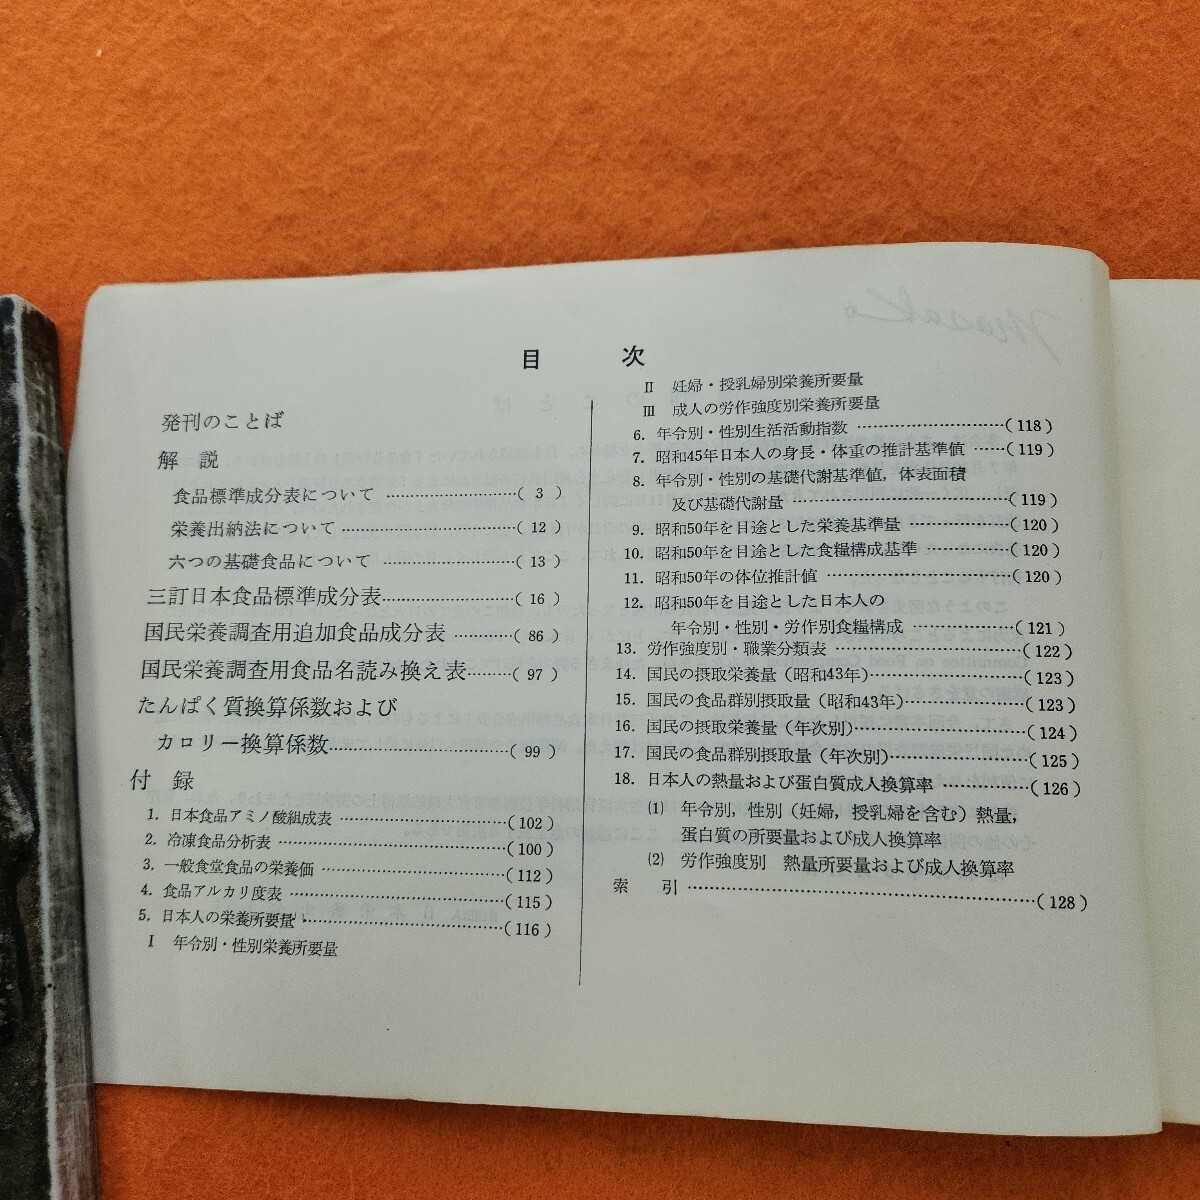 目 次
発刊のことば
解 説
食品標準成分表について ……………………( 3 )
栄養出納法について ……………………( 12 )
六つの基礎食品について ……………………( 13 )
三訂日本食品標準成分表……………………( 16 )
国民栄養調査用追加食品成分表 …………( 86 )
国民栄養調査用食品名読み換え表………( 97 )
たんぱく質換算係数および
カロリー換算係数……………………( 99 )
付 録
1. 日本食品アミノ酸組成表 ……………………( 102 )
2. 冷凍食品分析表 ……………………( 100 )
3. 一般食堂食品の栄養価 ……………………( 112 )
4. 食品アルカリ度表 ……………………( 115 )
5. 日本人の栄養所要量 ……………………( 116 )
Ⅰ 年令別・性別栄養所要量
Ⅱ 妊婦・授乳婦別栄養所要量
Ⅲ 成人の労作強度別栄養所要量
6. 年令別・性別生活活動指数 ……………………( 118 )
7. 昭和45年日本人の身長・体重の推計基準値 ……( 119 )
8. 年令別・性別の基礎代謝基準値，体表面積
及び基礎代謝量 ……………………( 119 )
9. 昭和50年を目途とした栄養基準量 ……………( 120 )
10. 昭和50年を目途とした食糧構成基準 …………( 120 )
11. 昭和50年の体位推計値 ……………………( 120 )
12. 昭和50年を目途とした日本人の
年令別・性別・労作別食糧構成 ………………( 121 )
13. 労作強度別・職業分類表 ……………………( 122 )
14. 国民の摂取栄養量（昭和43年）………………( 123 )
15. 国民の食品群別摂取量（昭和43年）…………( 123 )
16. 国民の摂取栄養量（年次別）…………………( 124 )
17. 国民の食品群別摂取量（年次別）……………( 125 )
18. 日本人の熱量および蛋白質成人換算率 …………( 126 )
(1) 年令別，性別（妊婦，授乳婦を含む）熱量，
蛋白質の所要量および成人換算率
(2) 労作強度別 熱量所要量および成人換算率
索 引 ……………………………………( 128 )